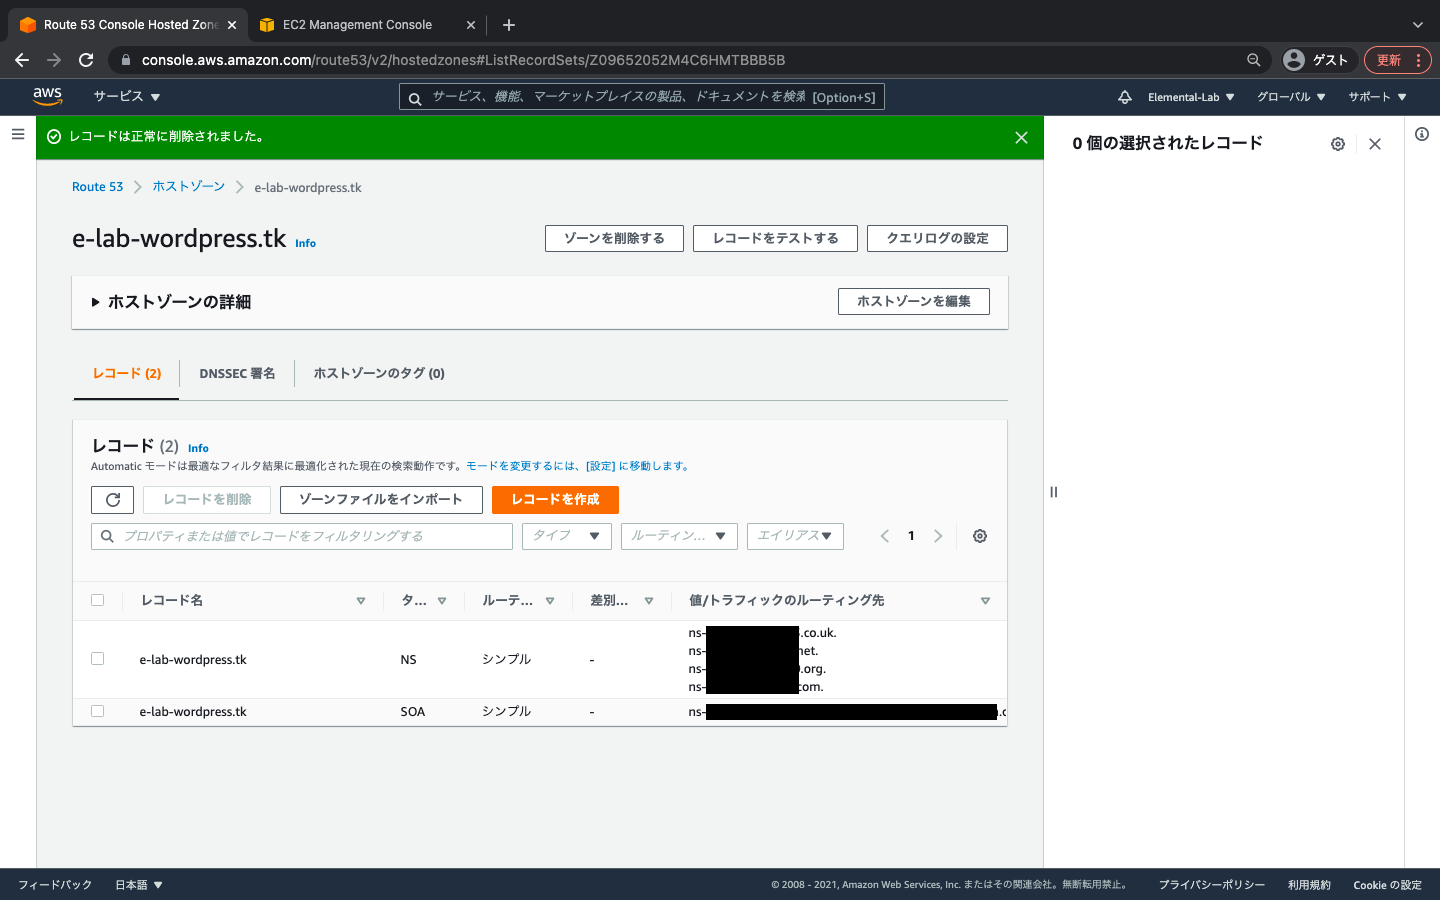 Route 53 Console Hosted Zone
EC2 Management Console
console.aws.amazon.com/route53/v2/hostedzones#ListRecordSets/Z09652052M4C6HMTBBB5B
ゲスト
更新
aws
サービス
サービス、機能、マーケットプレイスの製品、ドキュメントを検索 [Option+S]
Elemental-Lab
グローバル
サポート
レコードは正常に削除されました。
0 個の選択されたレコード
Route 53
ホストゾーン
e-lab-wordpress.tk
e-lab-wordpress.tk Info
ゾーンを削除する
レコードをテストする
クエリログの設定
ホストゾーンの詳細
ホストゾーンを編集
レコード (2)
DNSSEC 署名
ホストゾーンのタグ (0)
レコード (2) Info
Automatic モードは最適なフィルタ結果に最適化された現在の検索動作です。モードを変更するには、[設定] に移動します。
レコードを削除
ゾーンファイルをインポート
レコードを作成
プロパティまたは値でレコードをフィルタリングする
タイプ
ルーティン...
エイリアス
1
レコード名
タ...
ルーテ...
差別...
値/トラフィックのルーティング先
e-lab-wordpress.tk
NS
シンプル
-
ns- .co.uk.
ns- net.
ns- .org.
ns- com.
e-lab-wordpress.tk
SOA
シンプル
-
ns-
フィードバック
日本語
© 2008 - 2021, Amazon Web Services, Inc. またはその関連会社。無断転用禁止。
プライバシーポリシー
利用規約
Cookie の設定